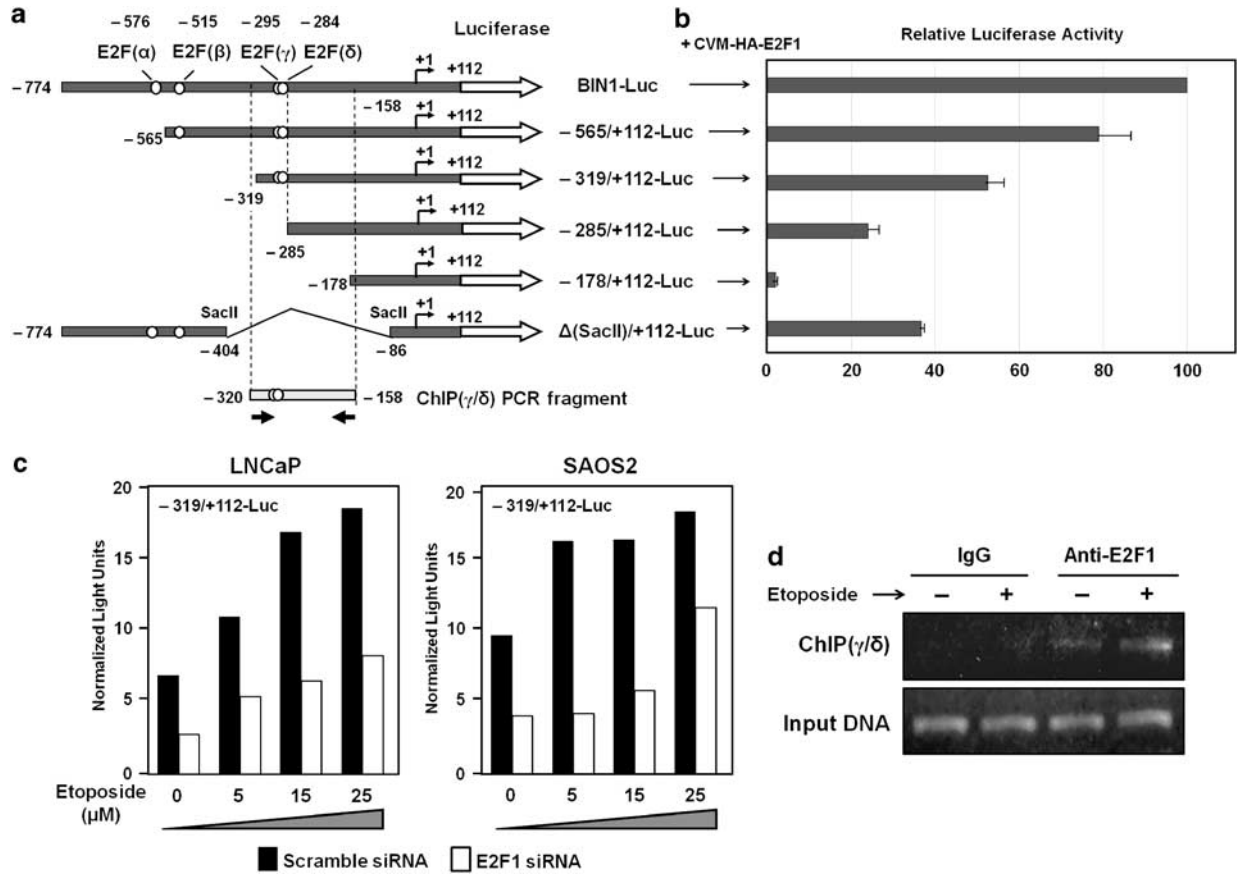 a
– 576 – 515 – 295 – 284
E2F(α) E2F(β) E2F(γ) E2F(δ)
Luciferase
– 774 – 158 +1 +112 BIN1-Luc
– 565 +1 +112 – 565/+112-Luc
– 319 +1 +112 – 319/+112-Luc
– 285 +1 +112 – 285/+112-Luc
– 178 +1 +112 – 178/+112-Luc
– 774 SacII – 404 SacII – 86 +1 +112 Δ(SacII)/+112-Luc
– 320 – 158 ChIP(γ/δ) PCR fragment
b
+ CVM-HA-E2F1
Relative Luciferase Activity
0 20 40 60 80 100
c
LNCaP
– 319/+112-Luc
Normalized Light Units
20
15
10
5
0
SAOS2
– 319/+112-Luc
Normalized Light Units
20
15
10
5
0
Etoposide (μM) 0 5 15 25 0 5 15 25
Scramble siRNA E2F1 siRNA
d
IgG Anti-E2F1
Etoposide – + – +
ChIP(γ/δ)
Input DNA